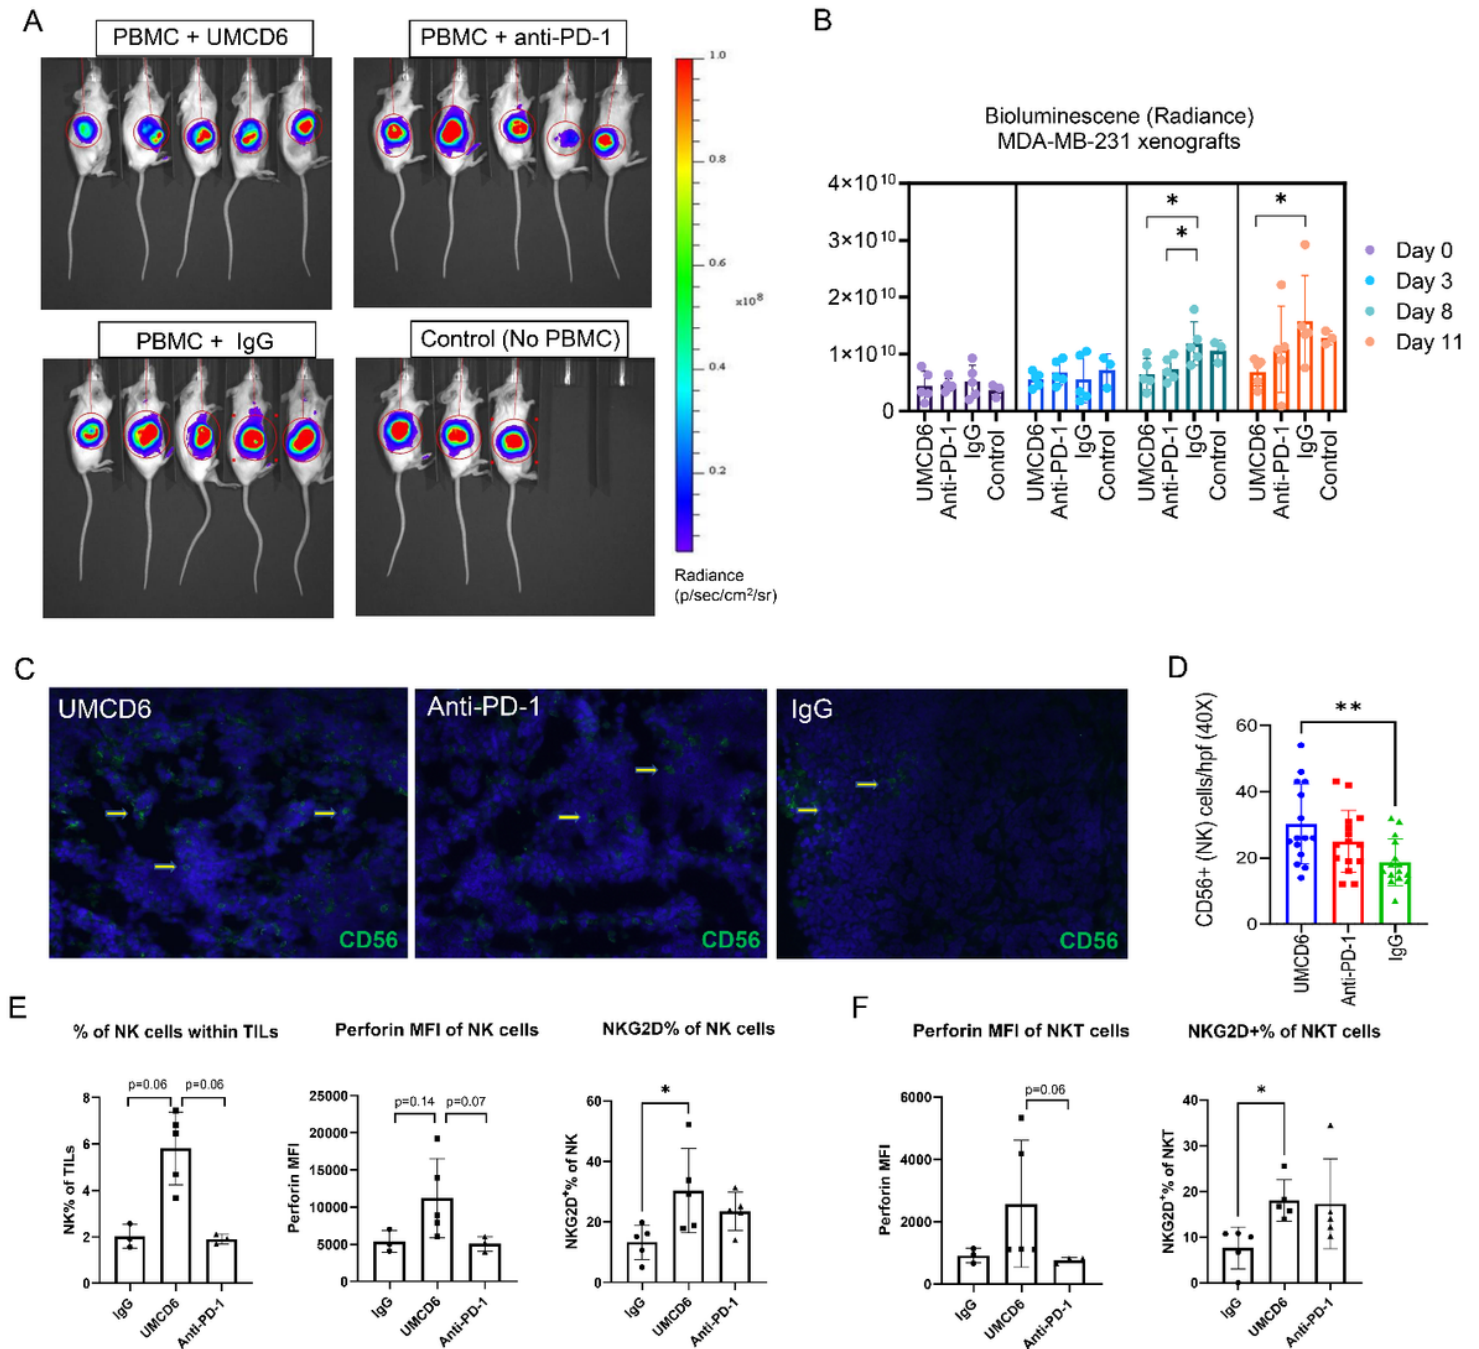 A
PBMC + UMCD6
PBMC + anti-PD-1
PBMC + IgG
Control (No PBMC)
1.0
0.8
0.6
x10⁸
0.4
0.2
Radiance
(p/sec/cm²/sr)
B
Bioluminescene (Radiance)
MDA-MB-231 xenografts
4×10¹⁰
3×10¹⁰
2×10¹⁰
1×10¹⁰
0
* * *
UMCD6 Anti-PD-1 IgG Control UMCD6 Anti-PD-1 IgG Control UMCD6 Anti-PD-1 IgG Control UMCD6 Anti-PD-1 IgG Control
Day 0
Day 3
Day 8
Day 11
C
UMCD6
CD56
Anti-PD-1
CD56
IgG
CD56
D
CD56+ (NK) cells/hpf (40X)
60
40
20
0
**
UMCD6 Anti-PD-1 IgG
E
% of NK cells within TILs
NK% of TILs
8
6
4
2
0
p=0.06 p=0.06
IgG UMCD6 Anti-PD-1
Perforin MFI of NK cells
Perforin MFI
25000
20000
15000
10000
5000
0
p=0.14 p=0.07
IgG UMCD6 Anti-PD-1
NKG2D% of NK cells
NKG2D⁺% of NK
60
40
20
0
*
IgG UMCD6 Anti-PD-1
F
Perforin MFI of NKT cells
Perforin MFI
6000
4000
2000
0
p=0.06
IgG UMCD6 Anti-PD-1
NKG2D+% of NKT cells
NKG2D⁺% of NKT
40
30
20
10
0
*
IgG UMCD6 Anti-PD-1